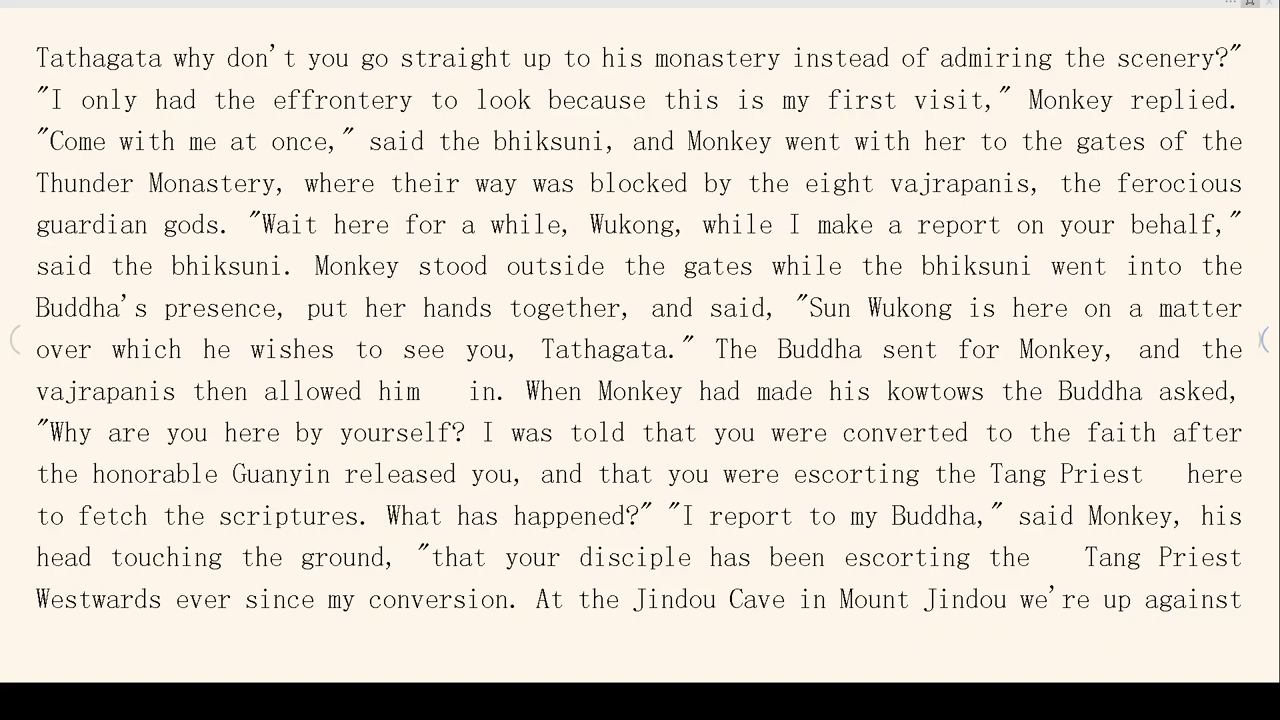 Tathagata why don't you go straight up to his monastery instead of admiring the scenery?"
"I only had the effrontery to look because this is my first visit," Monkey replied.
"Come with me at once," said the bhiksuni, and Monkey went with her to the gates of the
Thunder Monastery, where their way was blocked by the eight vajrapanis, the ferocious
guardian gods. "Wait here for a while, Wukong, while I make a report on your behalf,"
said the bhiksuni. Monkey stood outside the gates while the bhiksuni went into the
Buddha's presence, put her hands together, and said, "Sun Wukong is here on a matter
over which he wishes to see you, Tathagata." The Buddha sent for Monkey, and the
vajrapanis then allowed him in. When Monkey had made his kowtows the Buddha asked,
"Why are you here by yourself? I was told that you were converted to the faith after
the honorable Guanyin released you, and that you were escorting the Tang Priest here
to fetch the scriptures. What has happened?" "I report to my Buddha," said Monkey, his
head touching the ground, "that your disciple has been escorting the Tang Priest
Westwards ever since my conversion. At the Jindou Cave in Mount Jindou we're up against